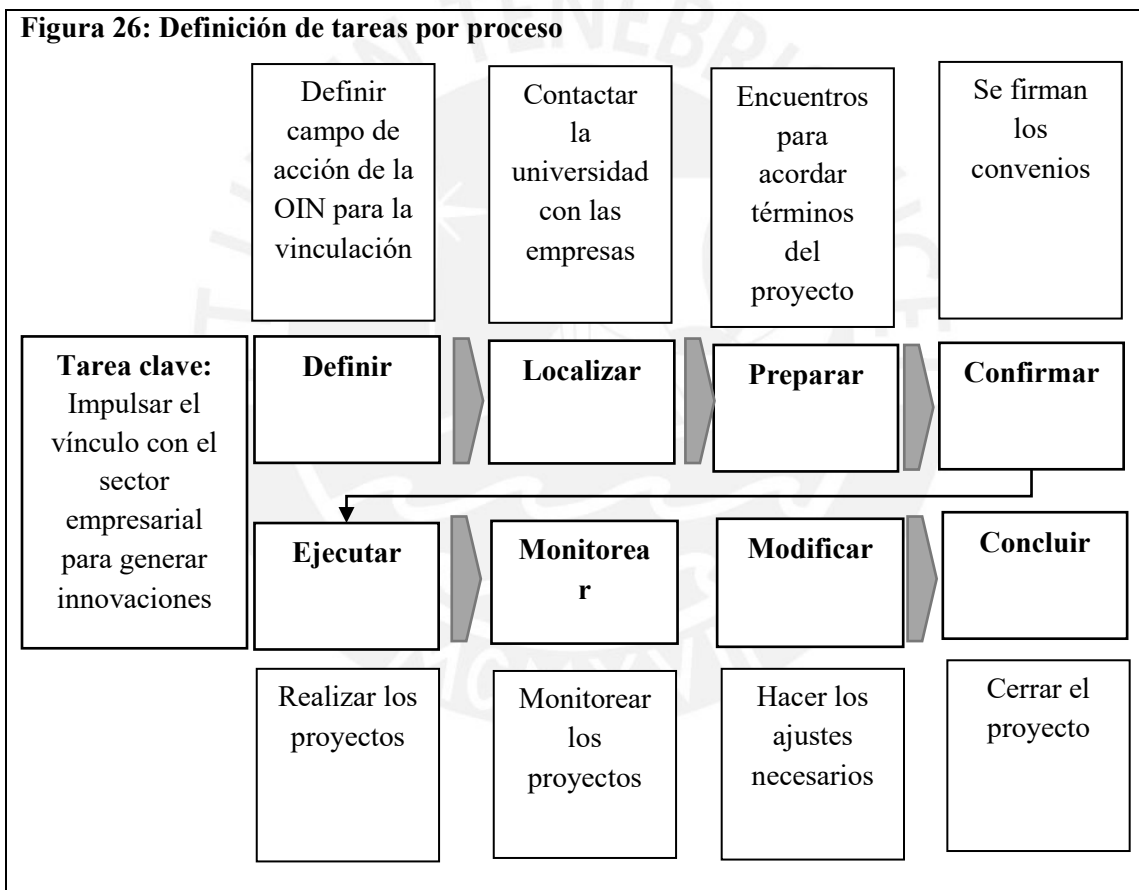 Figura 26: Definición de tareas por proceso
Definir
campo de
acción de la
OIN para la
vinculación
Contactar
la
universidad
con las
empresas
Encuentros
para
acordar
términos
del
proyecto
Se firman
los
convenios
Tarea clave:
Impulsar el
vínculo con el
sector
empresarial
para generar
innovaciones
Definir
Localizar
Preparar
Confirmar
Ejecutar
Monitorea
r
Modificar
Concluir
Realizar los
proyectos
Monitorear
los
proyectos
Hacer los
ajustes
necesarios
Cerrar el
proyecto